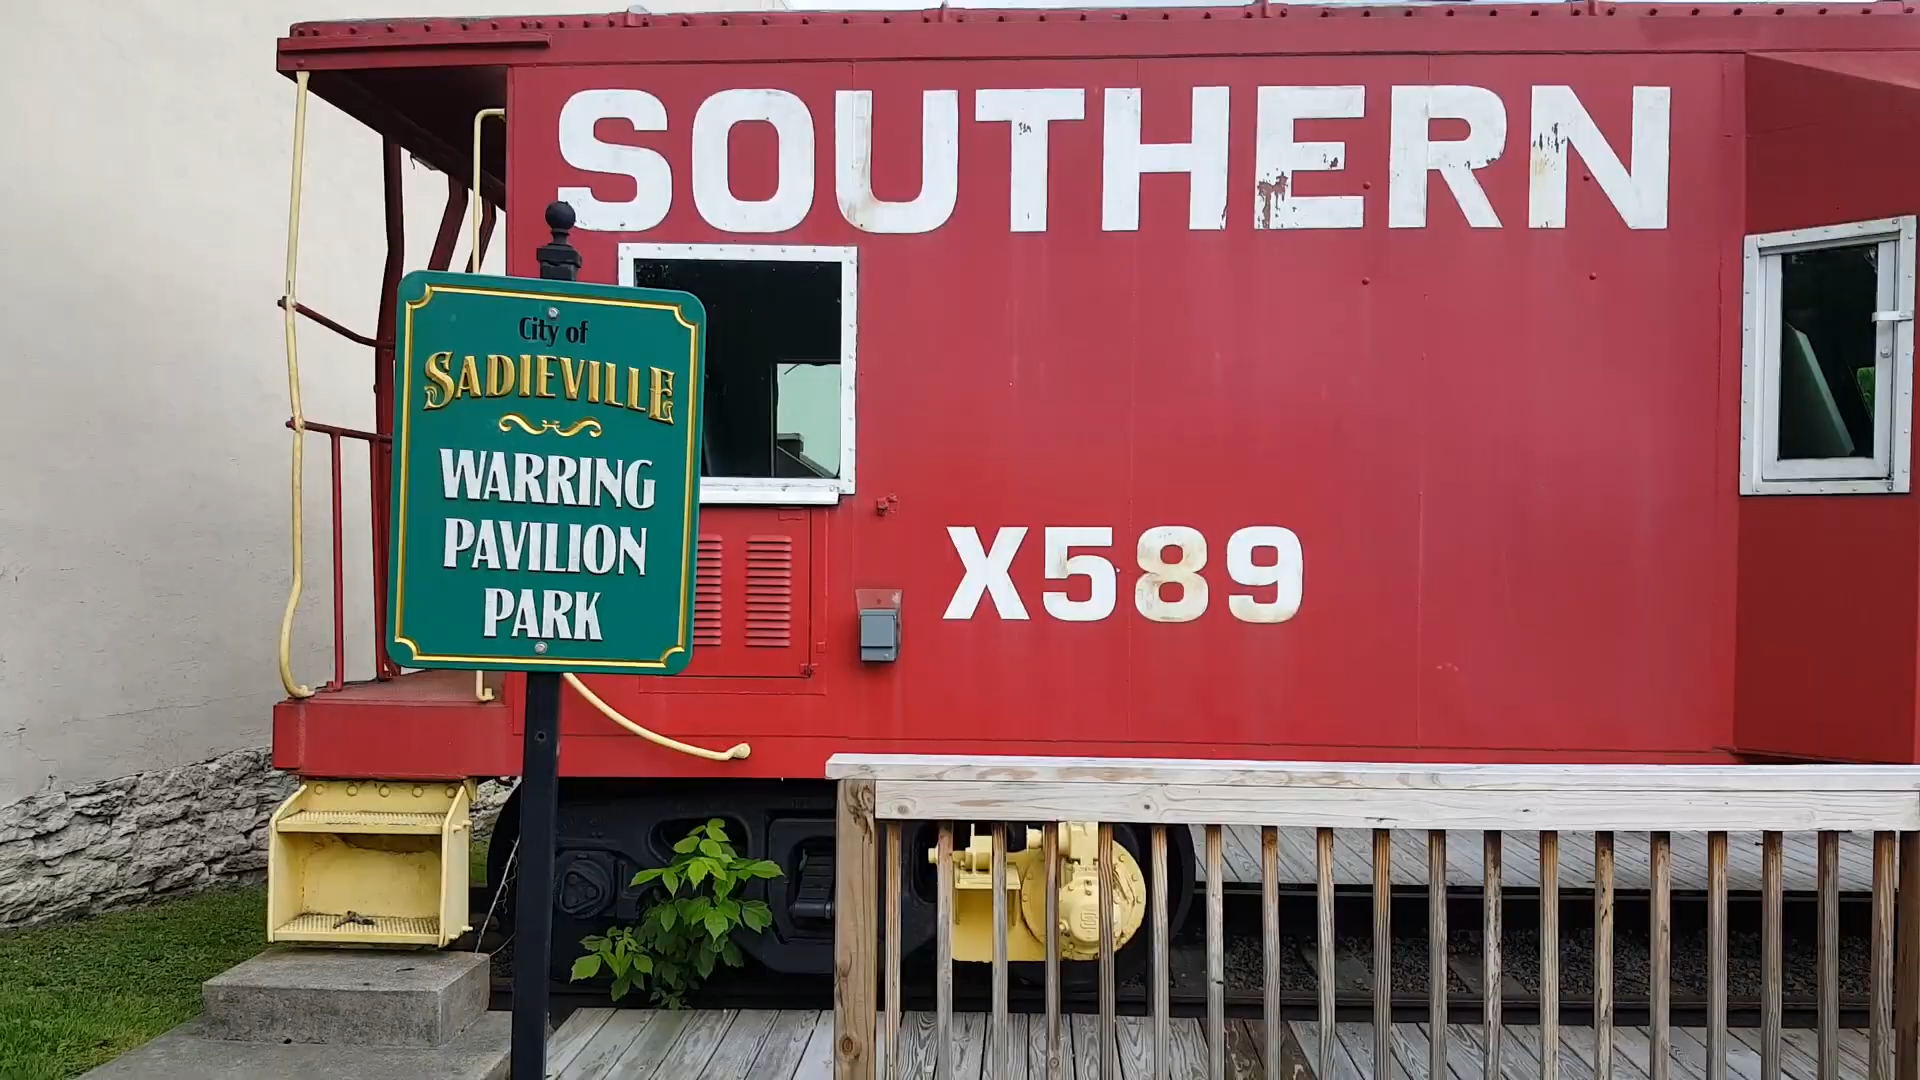 SOUTHERN
City of
SADIEVILLE
WARRING
PAVILION
PARK
X589